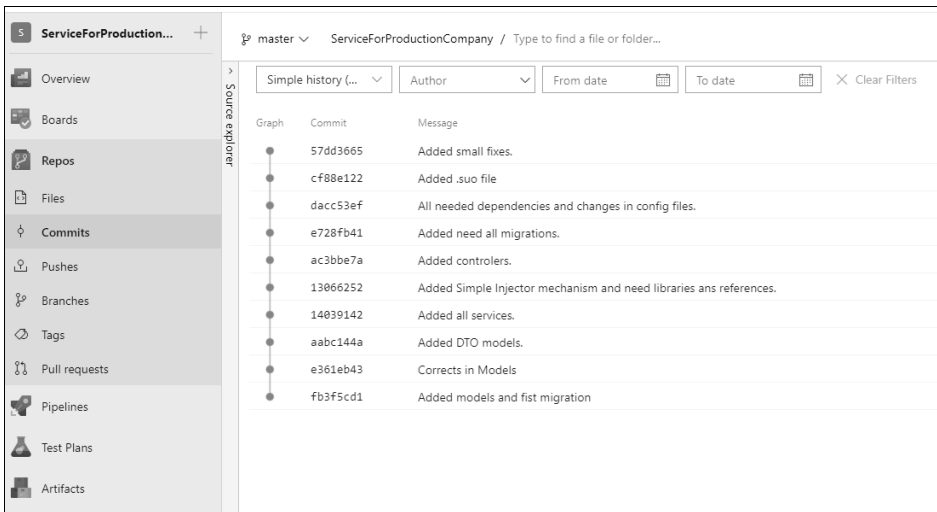 S ServiceForProduction...
Overview
Boards
Repos
Files
Commits
Pushes
Branches
Tags
Pull requests
Pipelines
Test Plans
Artifacts
Source explorer
master ServiceForProductionCompany / Type to find a file or folder...
Simple history (... Author From date To date Clear Filters
Graph Commit Message
57dd3665 Added small fixes.
cf88e122 Added .suo file
dacc53ef All needed dependencies and changes in config files.
e728fb41 Added need all migrations.
ac3bbe7a Added controlers.
13066252 Added Simple Injector mechanism and need libraries ans references.
14039142 Added all services.
aabc144a Added DTO models.
e361eb43 Corrects in Models
fb3f5cd1 Added models and fist migration